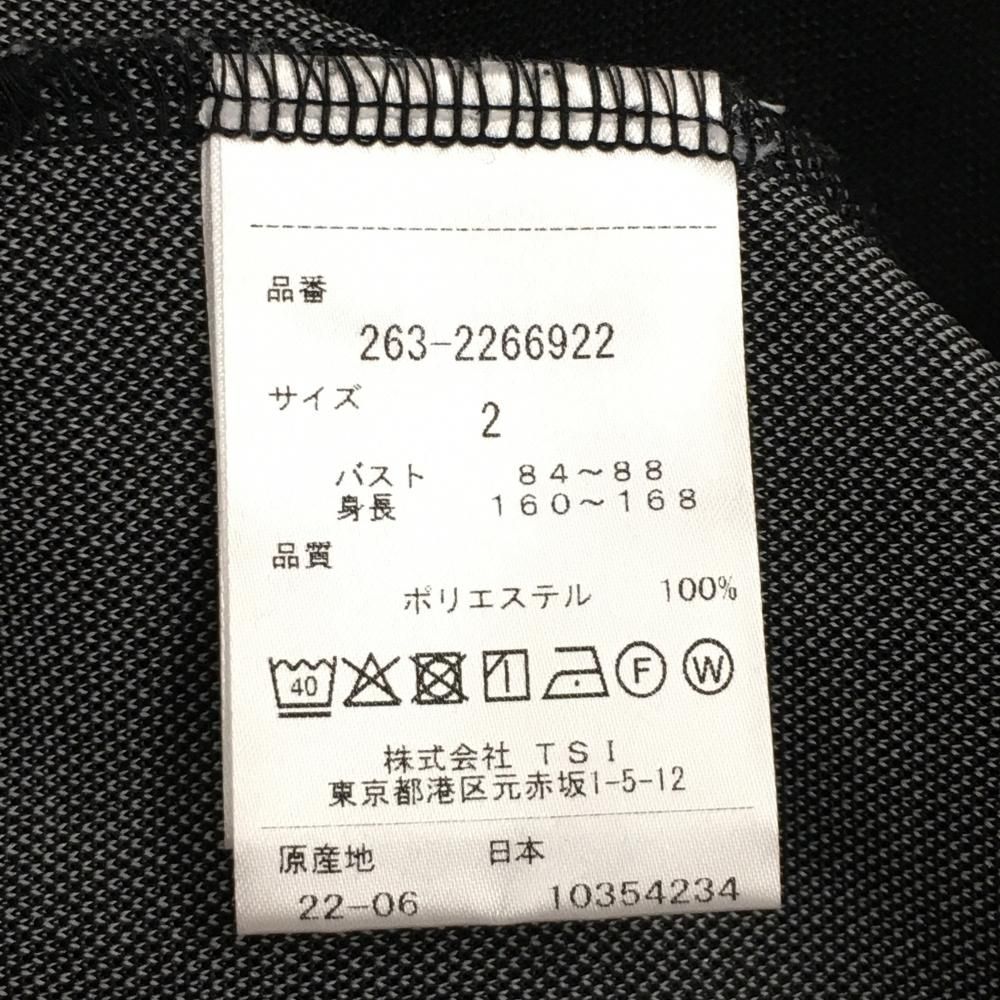 品番
263-2266922
サイズ
2
バスト 84～88
身長 160～168
品質
ポリエステル 100%
40 F W
株式会社 TSI
東京都港区元赤坂1-5-12
原産地 日本
22-06 10354234